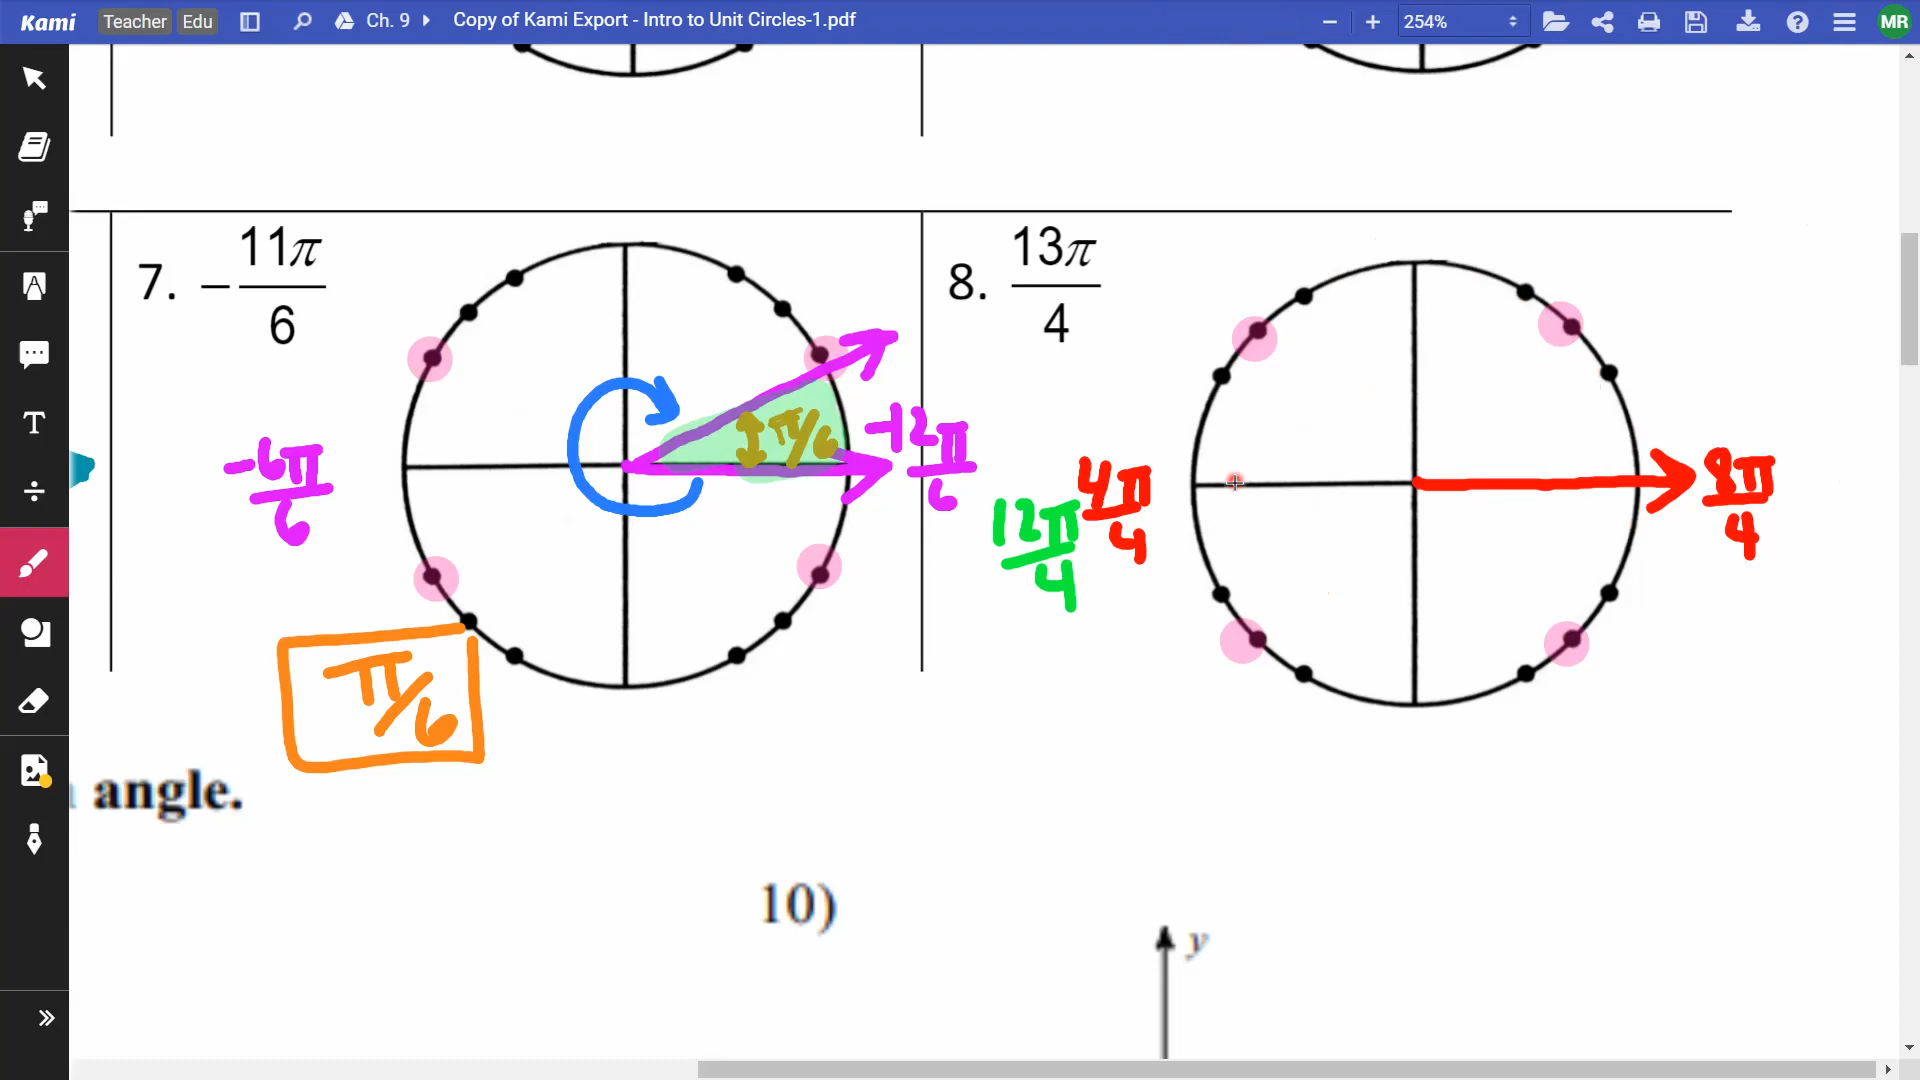 Kami Teacher Edu Ch. 9 Copy of Kami Export - Intro to Unit Circles-1.pdf 254% MR
7. -11π/6
8. 13π/4
π/6
-12π/6
-6π/6
4π/4
12π/4
8π/4
π/6
angle.
10)
y